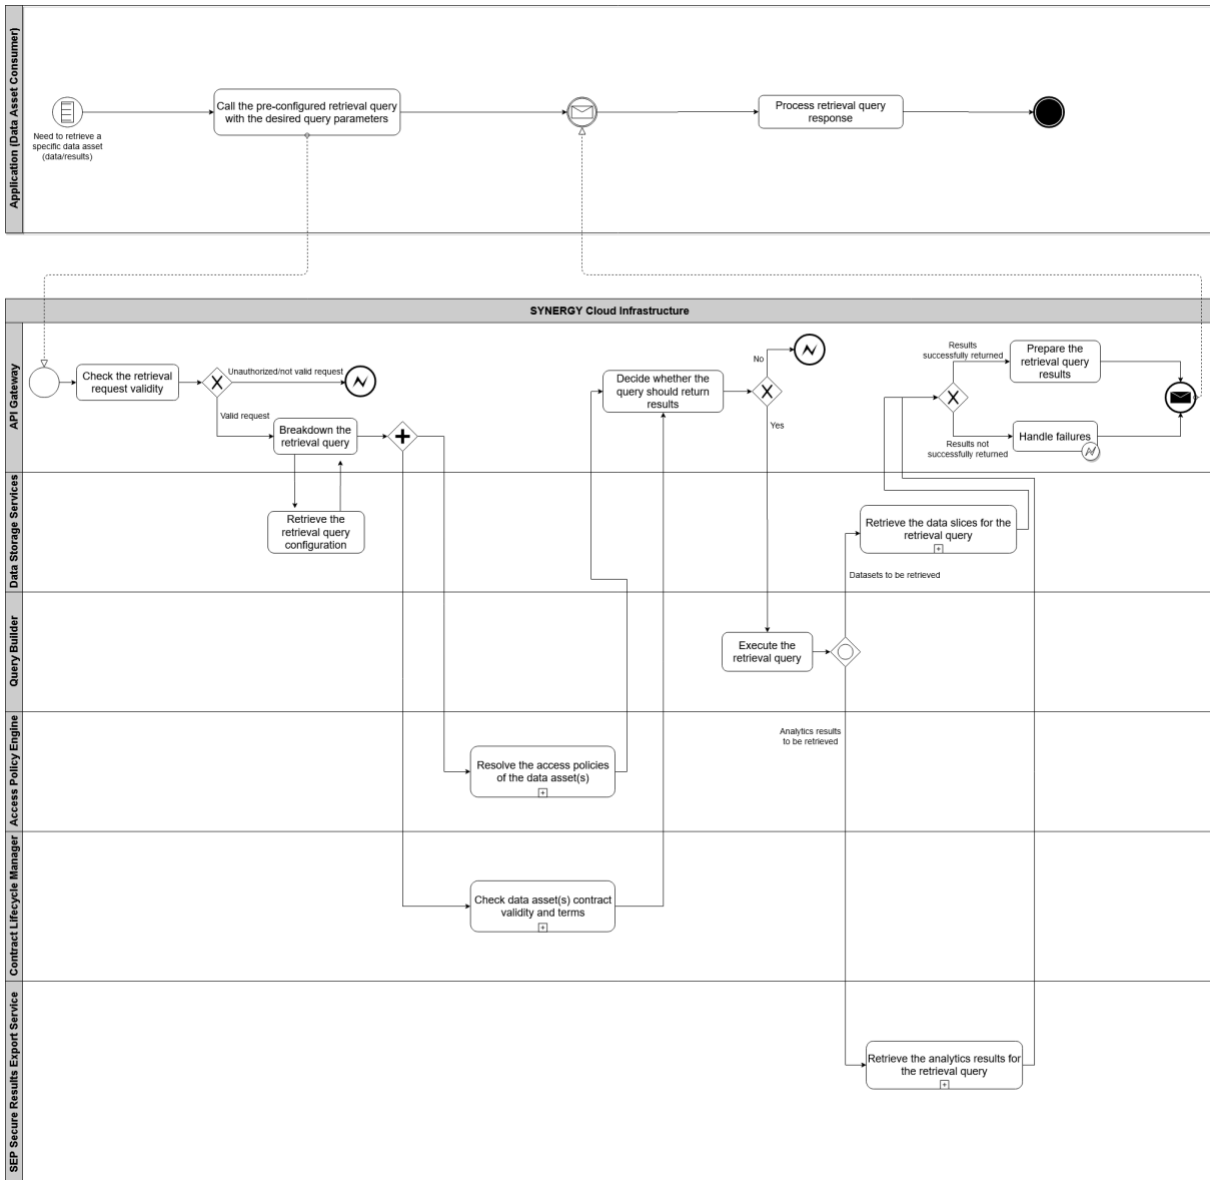 Application (Data Asset Consumer)
Need to retrieve a
specific data asset
(data/results)
Call the pre-configured retrieval query
with the desired query parameters
Process retrieval query
response
SYNERGY Cloud Infrastructure
API Gateway
Check the retrieval
request validity
Unauthorized/not valid request
Valid request
Breakdown the
retrieval query
Decide whether the
query should return
results
No
Yes
Results
successfully returned
Prepare the
retrieval query
results
Results not
successfully returned
Handle failures
Data Storage Services
Retrieve the
retrieval query
configuration
Retrieve the data slices for the
retrieval query
Datasets to be retrieved
Query Builder
Execute the
retrieval query
Access Policy Engine
Analytics results
to be retrieved
Resolve the access policies
of the data asset(s)
Contract Lifecycle Manager
Check data asset(s) contract
validity and terms
SEP Secure Results Export Service
Retrieve the analytics results for
the retrieval query